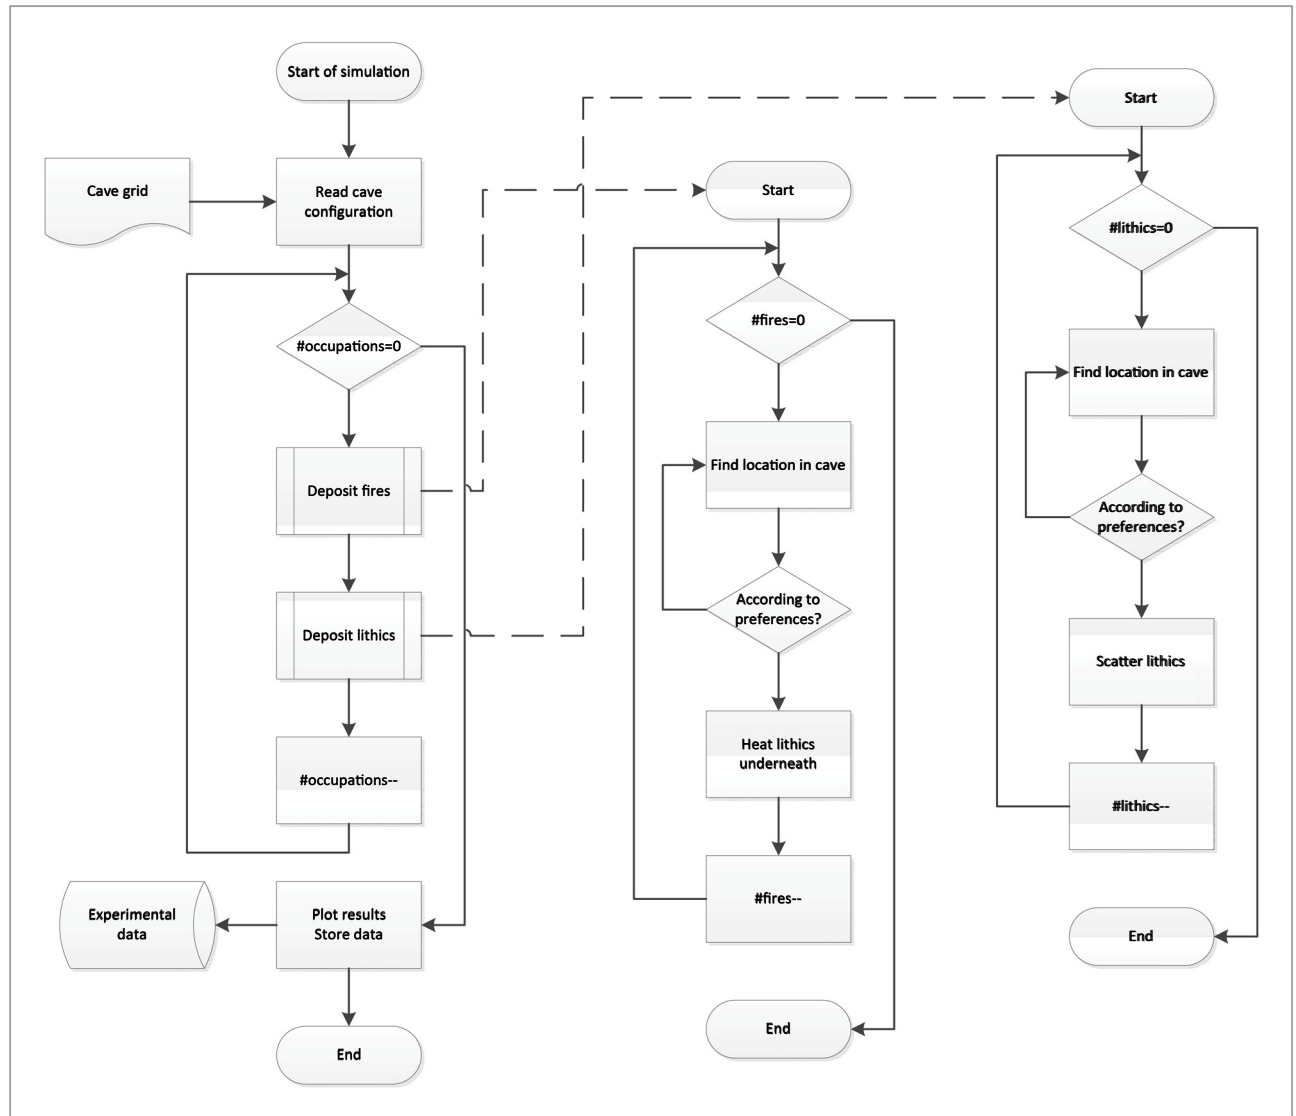 Start of simulation
Cave grid
Read cave
configuration
#occupations=0
Deposit fires
Deposit lithics
#occupations--
Experimental
data
Plot results
Store data
End
Start
#fires=0
Find location in cave
According to
preferences?
Heat lithics
underneath
#fires--
End
Start
#lithics=0
Find location in cave
According to
preferences?
Scatter lithics
#lithics--
End